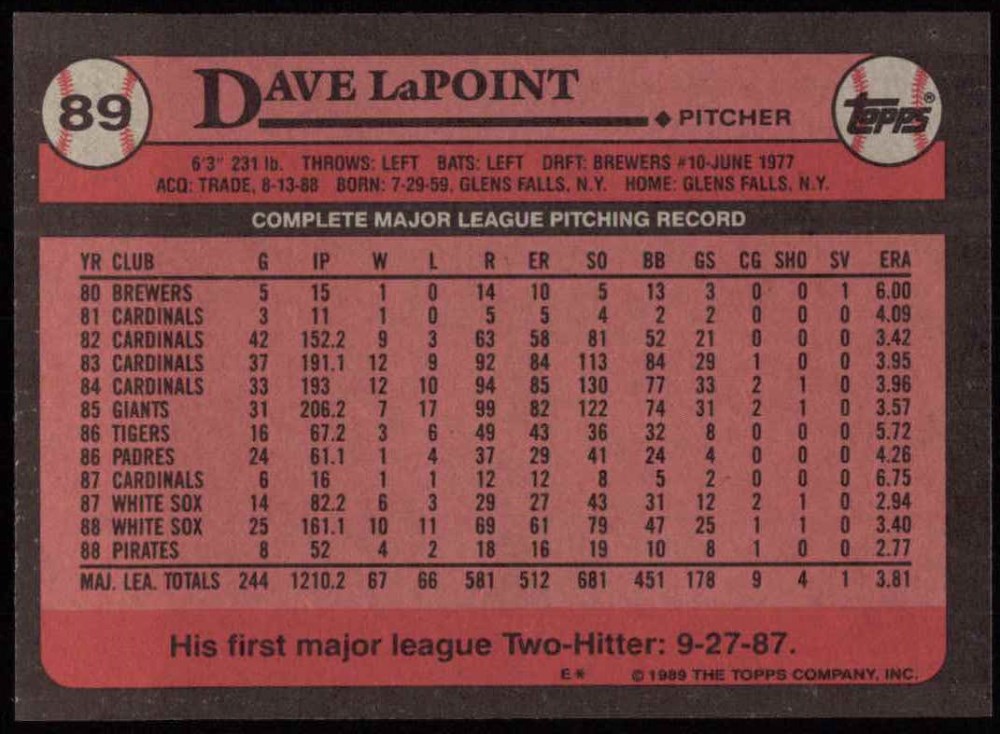 89
DAVE LaPOINT
◆ PITCHER
topps®
6'3" 231 lb. THROWS: LEFT BATS: LEFT DRFT: BREWERS #10-JUNE 1977
ACQ: TRADE, 8-13-88 BORN: 7-29-59, GLENS FALLS, N.Y. HOME: GLENS FALLS, N.Y.
COMPLETE MAJOR LEAGUE PITCHING RECORD
YR CLUB G IP W L R ER SO BB GS CG SHO SV ERA
80 BREWERS 5 15 1 0 14 10 5 13 3 0 0 1 6.00
81 CARDINALS 3 11 1 0 5 5 4 2 2 0 0 0 4.09
82 CARDINALS 42 152.2 9 3 63 58 81 52 21 0 0 0 3.42
83 CARDINALS 37 191.1 12 9 92 84 113 84 29 1 0 0 3.95
84 CARDINALS 33 193 12 10 94 85 130 77 33 2 1 0 3.96
85 GIANTS 31 206.2 7 17 99 82 122 74 31 2 1 0 3.57
86 TIGERS 16 67.2 3 6 49 43 36 32 8 0 0 0 5.72
86 PADRES 24 61.1 1 4 37 29 41 24 4 0 0 0 4.26
87 CARDINALS 6 16 1 1 12 12 8 5 2 0 0 0 6.75
87 WHITE SOX 14 82.2 6 3 29 27 43 31 12 2 1 0 2.94
88 WHITE SOX 25 161.1 10 11 69 61 79 47 25 1 1 0 3.40
88 PIRATES 8 52 4 2 18 16 19 10 8 1 0 0 2.77
MAJ. LEA. TOTALS 244 1210.2 67 66 581 512 681 451 178 9 4 1 3.81
His first major league Two-Hitter: 9-27-87.
E* © 1989 THE TOPPS COMPANY, INC.